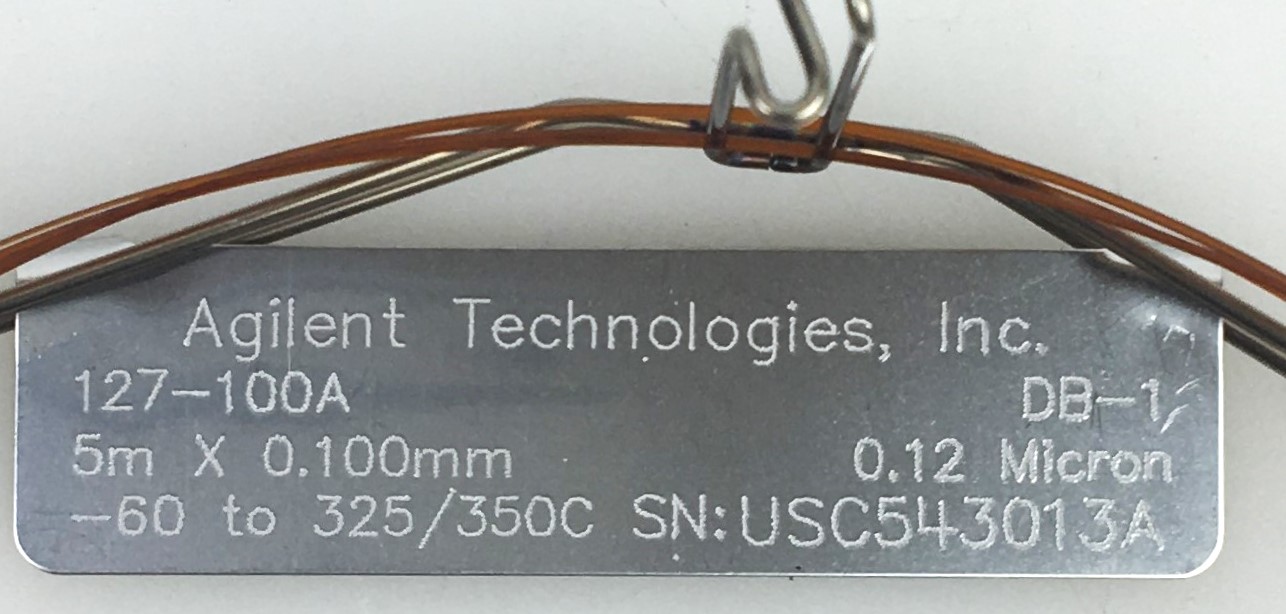 Agilent Technologies, Inc.
127-100A DB-1
5m X 0.100mm 0.12 Micron
-60 to 325/350C SN:USC543013A